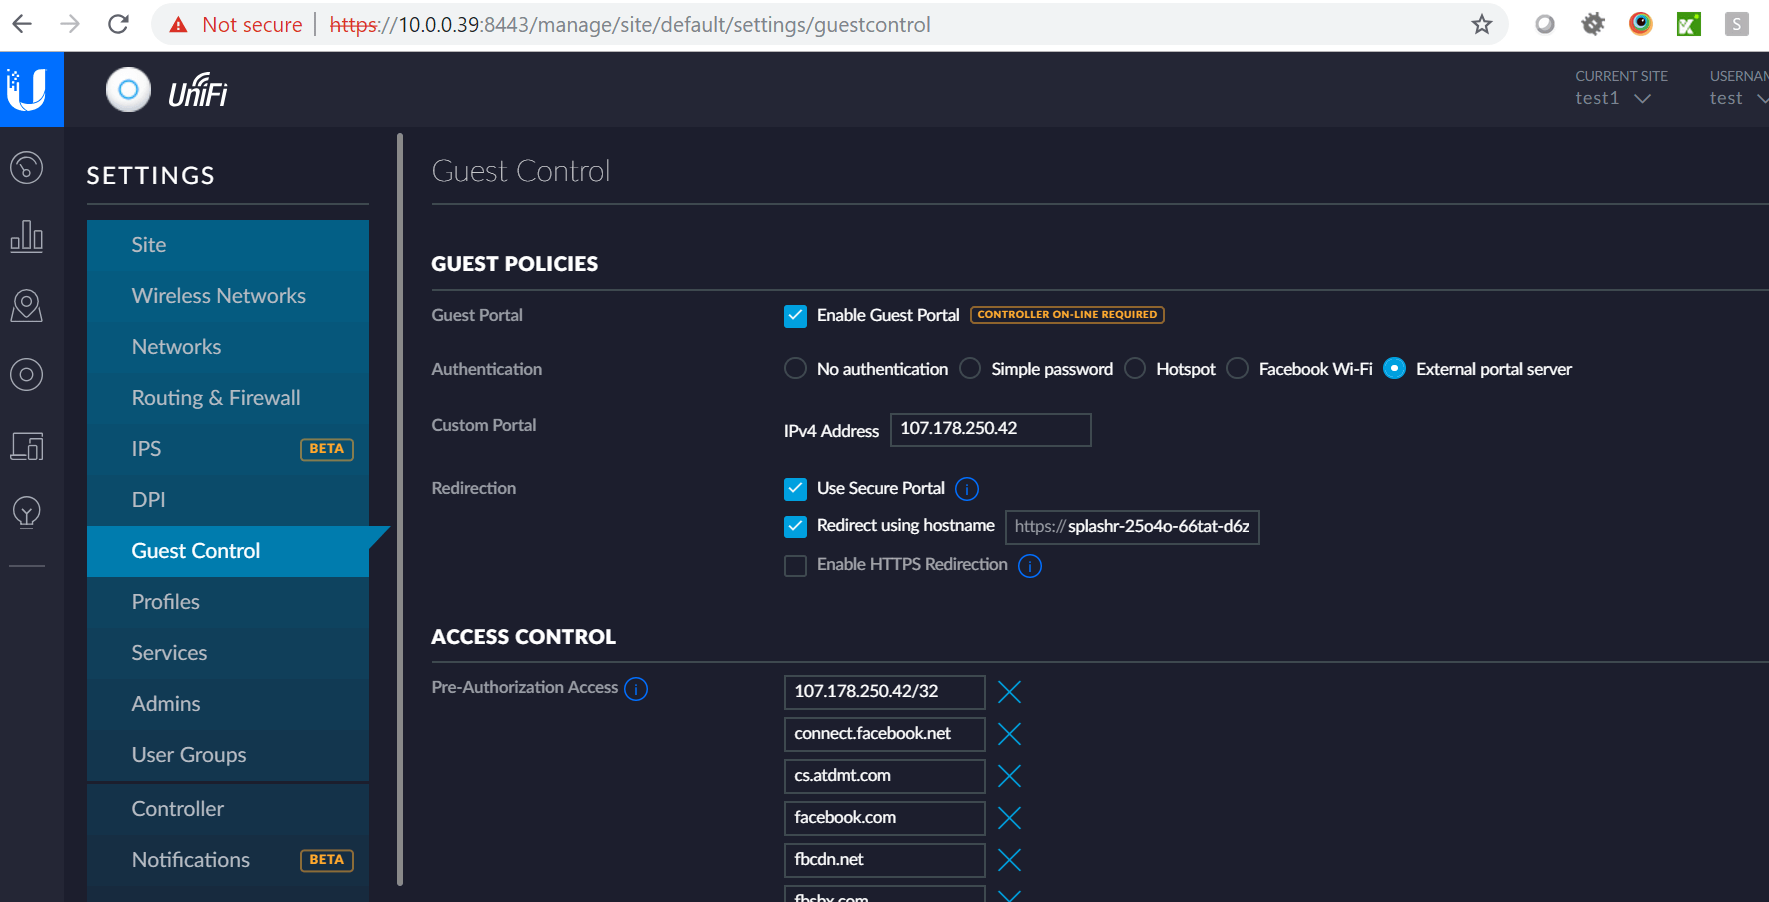 Not secure | https://10.0.0.39:8443/manage/site/default/settings/guestcontrol
S
UniFi
CURRENT SITE
test1
USERNAM
test
SETTINGS
Site
Wireless Networks
Networks
Routing & Firewall
IPS BETA
DPI
Guest Control
Profiles
Services
Admins
User Groups
Controller
Notifications BETA
Guest Control
GUEST POLICIES
Guest Portal Enable Guest Portal CONTROLLER ON-LINE REQUIRED
Authentication No authentication Simple password Hotspot Facebook Wi-Fi External portal server
Custom Portal IPv4 Address 107.178.250.42
Redirection Use Secure Portal i
Redirect using hostname https:// splashr-25o4o-66tat-d6z
Enable HTTPS Redirection i
ACCESS CONTROL
Pre-Authorization Access i 107.178.250.42/32
connect.facebook.net
cs.atdmt.com
facebook.com
fbcdn.net
fbsbx.com